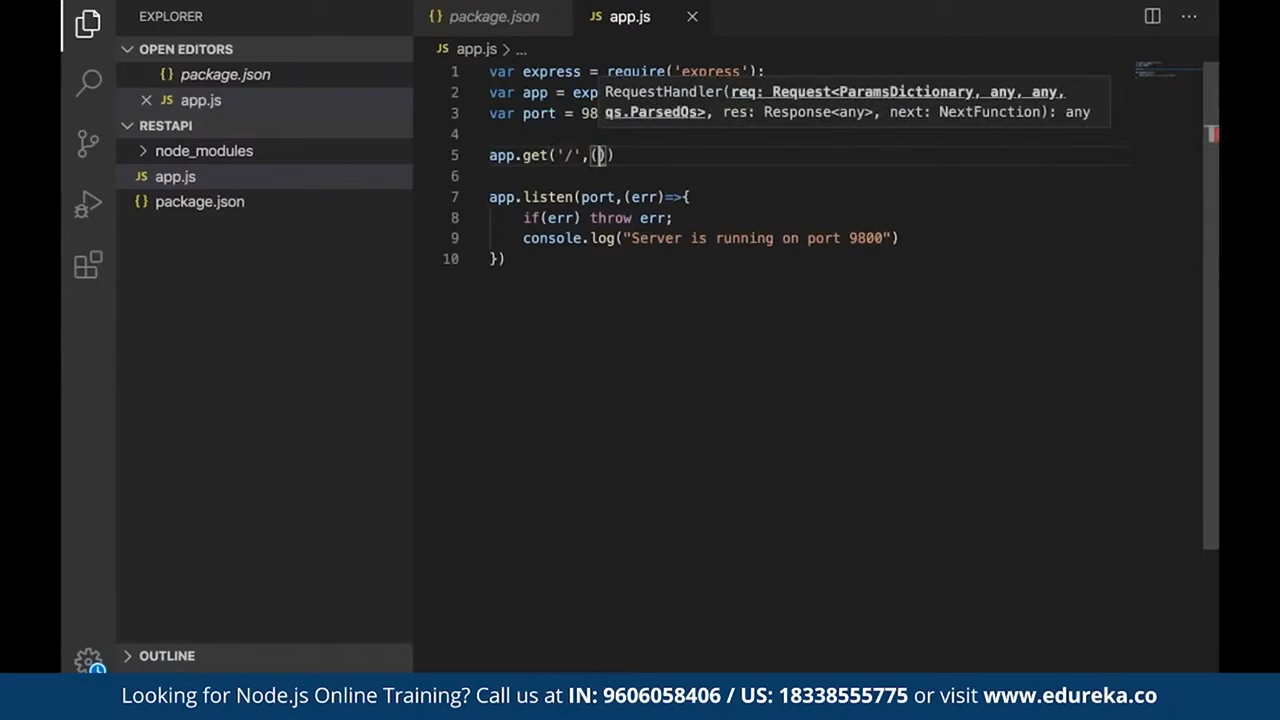 EXPLORER
OPEN EDITORS
{} package.json
JS app.js
RESTAPI
node_modules
JS app.js
{} package.json
OUTLINE
{} package.json
JS app.js
JS app.js > ...
1 var express = require('express');
2 var app = exp
3 var port = 98
RequestHandler(req: Request<ParamsDictionary, any, any,
qs.ParsedQs>, res: Response<any>, next: NextFunction): any
4
5 app.get('/',())
6
7 app.listen(port,(err)=>{
8 if(err) throw err;
9 console.log("Server is running on port 9800")
10 })
Looking for Node.js Online Training? Call us at IN: 9606058406 / US: 18338555775 or visit www.edureka.co